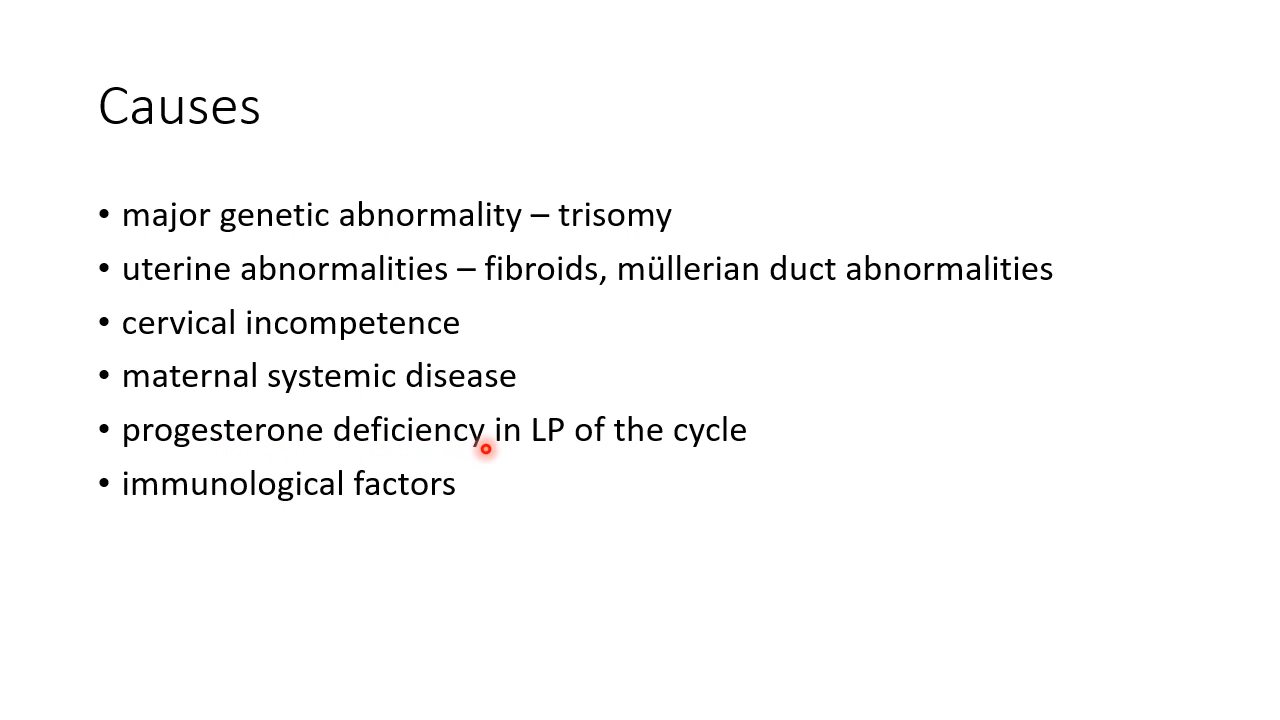 Causes
• major genetic abnormality – trisomy
• uterine abnormalities – fibroids, müllerian duct abnormalities
• cervical incompetence
• maternal systemic disease
• progesterone deficiency in LP of the cycle
• immunological factors